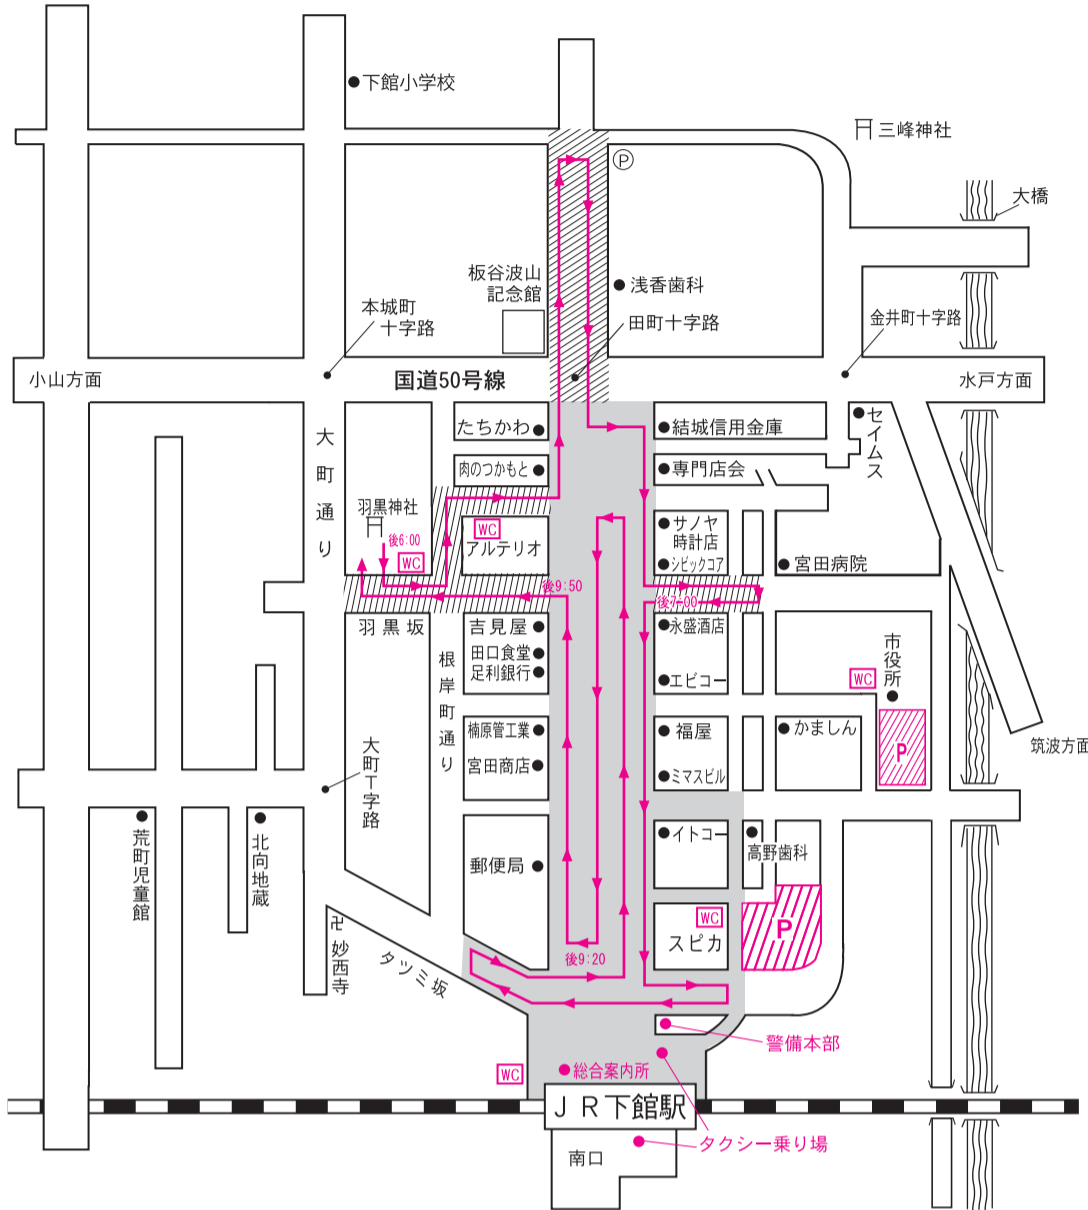 下館小学校
三峰神社
P
大橋
板谷波山
記念館
浅香歯科
本城町
十字路
田町十字路
金井町十字路
小山方面
国道50号線
水戸方面
大町通り
たちかわ
結城信用金庫
セイムス
肉のつかもと
専門店会
羽黒神社
後6:00
WC
WC
アルテリオ
サノヤ
時計店
シビックコア
宮田病院
後9:50
後7:00
羽黒坂
吉見屋
田口食堂
足利銀行
根岸町通り
永盛酒店
エビコー
市役所
WC
P
楠原管工業
宮田商店
福屋
ミマスビル
かましん
筑波方面
大町T字路
荒町児童館
北向地蔵
郵便局
イトコー
高野歯科
WC
スピカ
P
卍妙西寺
タツミ坂
後9:20
警備本部
WC
総合案内所
JR下館駅
タクシー乗り場
南口